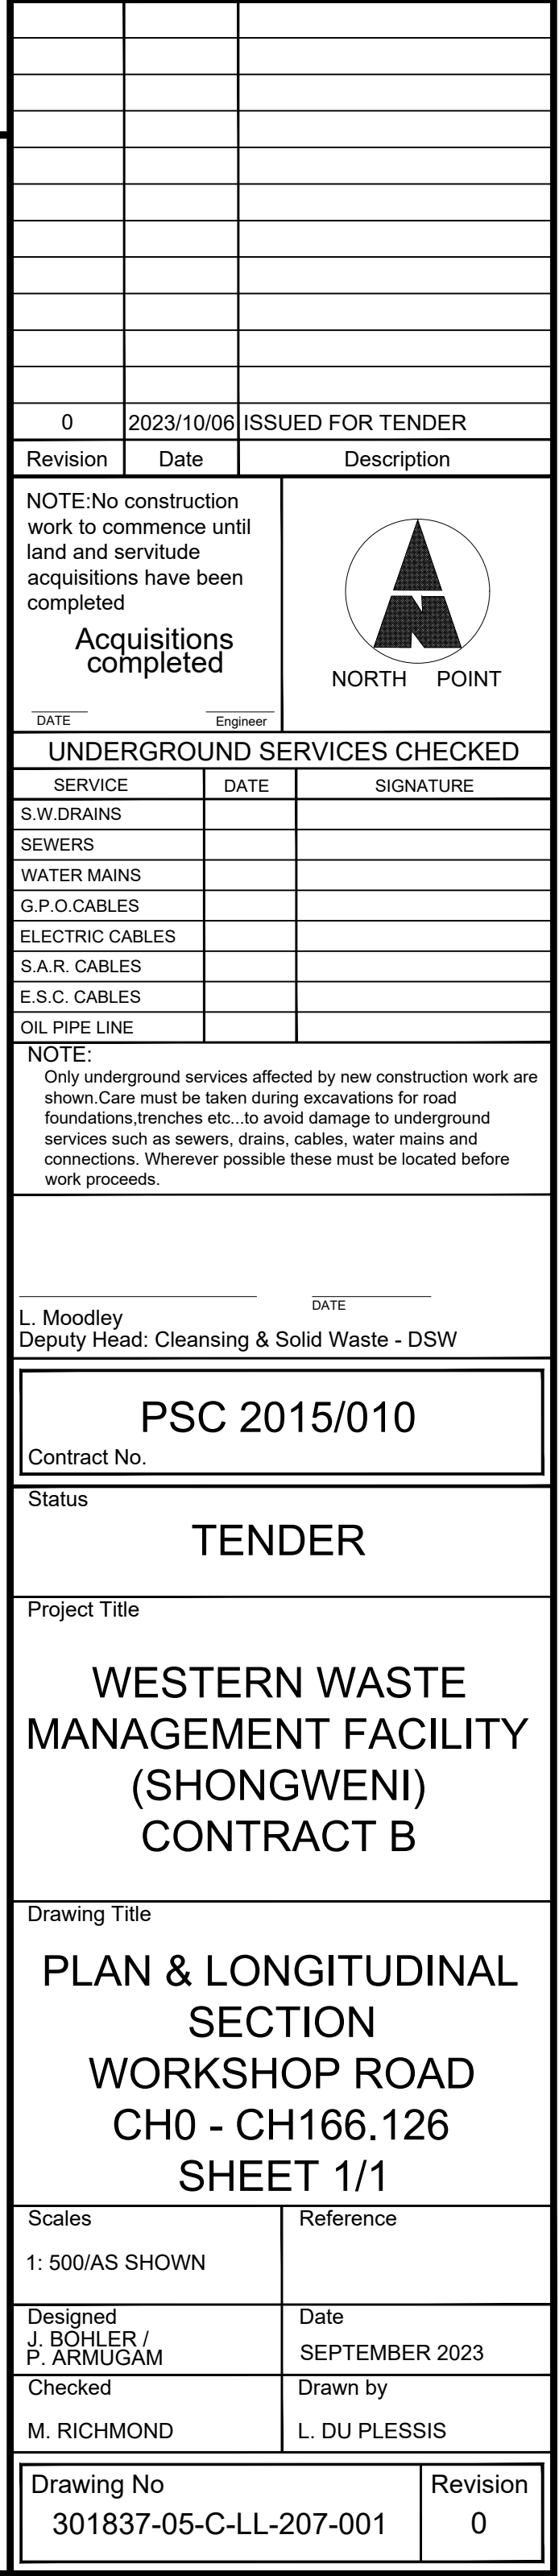 0 2023/10/06 ISSUED FOR TENDER
Revision Date Description
NOTE:No construction
work to commence until
land and servitude
acquisitions have been
completed
Acquisitions
completed
DATE Engineer
N
NORTH POINT
UNDERGROUND SERVICES CHECKED
SERVICE DATE SIGNATURE
S.W.DRAINS
SEWERS
WATER MAINS
G.P.O.CABLES
ELECTRIC CABLES
S.A.R. CABLES
E.S.C. CABLES
OIL PIPE LINE
NOTE:
Only underground services affected by new construction work are
shown.Care must be taken during excavations for road
foundations,trenches etc...to avoid damage to underground
services such as sewers, drains, cables, water mains and
connections. Wherever possible these must be located before
work proceeds.
DATE
L. Moodley
Deputy Head: Cleansing & Solid Waste - DSW
PSC 2015/010
Contract No.
Status
TENDER
Project Title
WESTERN WASTE
MANAGEMENT FACILITY
(SHONGWENI)
CONTRACT B
Drawing Title
PLAN & LONGITUDINAL
SECTION
WORKSHOP ROAD
CH0 - CH166.126
SHEET 1/1
Scales Reference
1: 500/AS SHOWN
Designed Date
J. BOHLER /
P. ARMUGAM SEPTEMBER 2023
Checked Drawn by
M. RICHMOND L. DU PLESSIS
Drawing No Revision
301837-05-C-LL-207-001 0